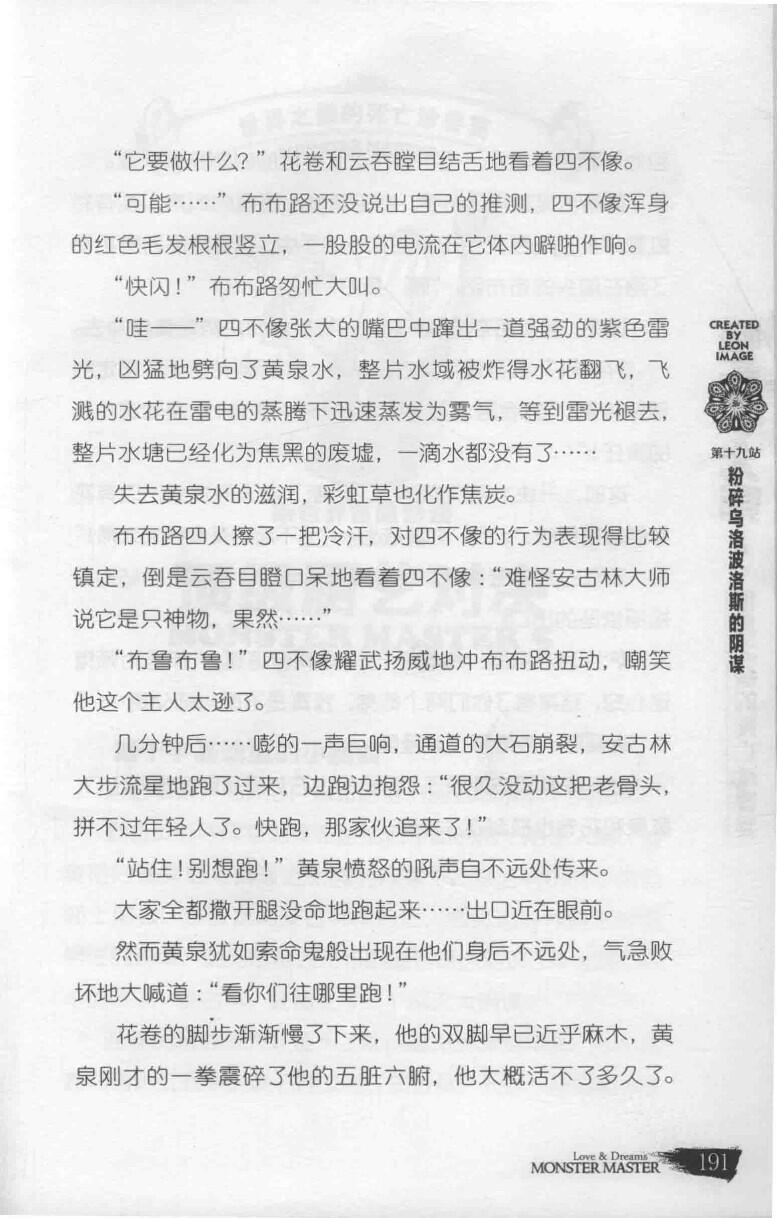 “它要做什么？”花卷和云吞瞠目结舌地看着四不像。
“可能……”布布路还没说出自己的推测，四不像浑身
的红色毛发根根竖立，一股股的电流在它体内噼啪作响。
“快闪！”布布路匆忙大叫。
“哇——”四不像张大的嘴巴中蹿出一道强劲的紫色雷
光，凶猛地劈向了黄泉水，整片水域被炸得水花翻飞，飞
溅的水花在雷电的蒸腾下迅速蒸发为雾气，等到雷光褪去，
整片水塘已经化为焦黑的废墟，一滴水都没有了……
失去黄泉水的滋润，彩虹草也化作焦炭。
布布路四人擦了一把冷汗，对四不像的行为表现得比较
镇定，倒是云吞目瞪口呆地看着四不像：“难怪安古林大师
说它是只神物，果然……”
“布鲁布鲁！”四不像耀武扬威地冲布布路扭动，嘲笑
他这个主人太逊了。
几分钟后……嘭的一声巨响，通道的大石崩裂，安古林
大步流星地跑了过来，边跑边抱怨：“很久没动这把老骨头，
拼不过年轻人了。快跑，那家伙追来了！”
“站住！别想跑！”黄泉愤怒的吼声自不远处传来。
大家全都撒开腿没命地跑起来……出口近在眼前。
然而黄泉犹如索命鬼般出现在他们身后不远处，气急败
坏地大喊道：“看你们往哪里跑！”
花卷的脚步渐渐慢了下来，他的双脚早已近乎麻木，黄
泉刚才的一拳震碎了他的五脏六腑，他大概活不了多久了。
CREATED
BY
LEON
IMAGE
第十九站
粉碎乌洛波洛斯的阴谋
Love & Dreams
MONSTER MASTER
191